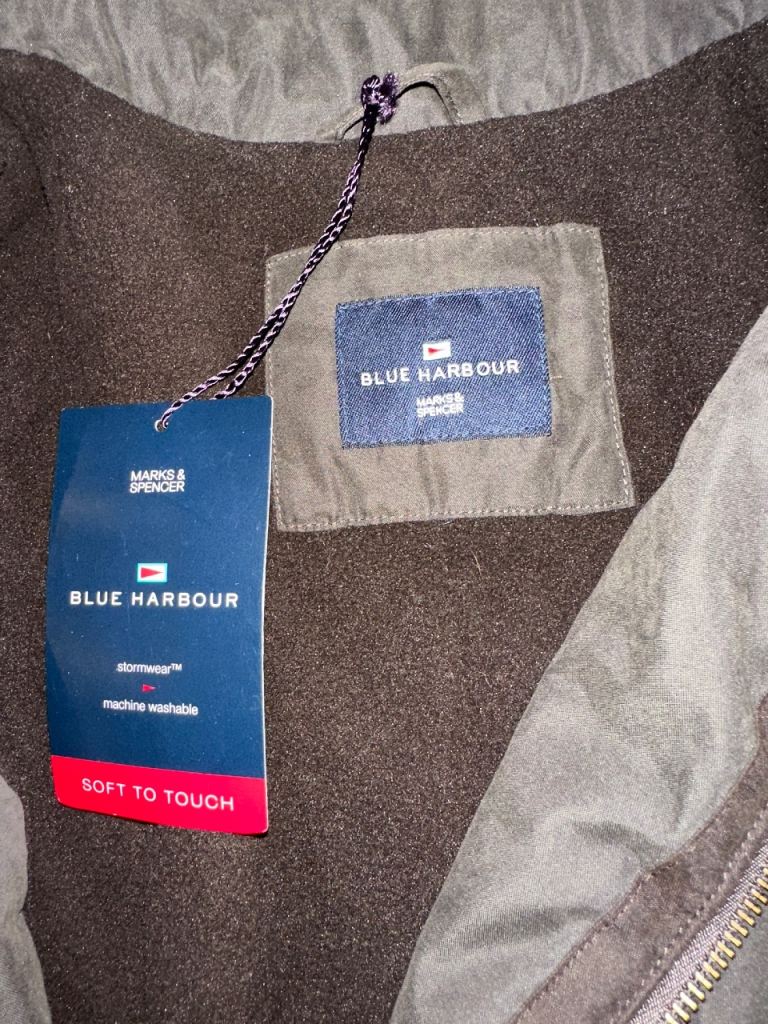 BLUE HARBOUR
MARKS &
SPENCER
MARKS &
SPENCER
BLUE HARBOUR
stormwear™
machine washable
SOFT TO TOUCH